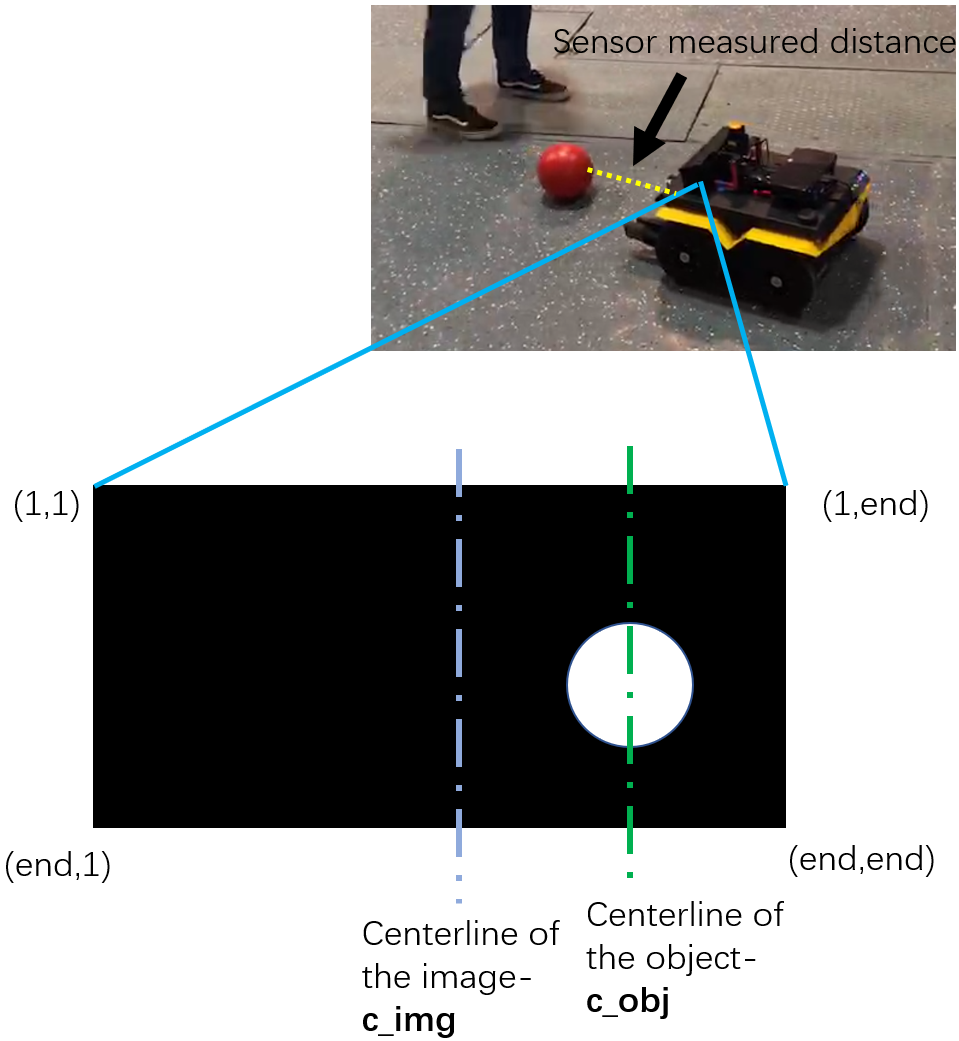 Sensor measured distance
(1,1)
(1,end)
(end,1)
(end,end)
Centerline of
the image-
c_img
Centerline of
the object-
c_obj